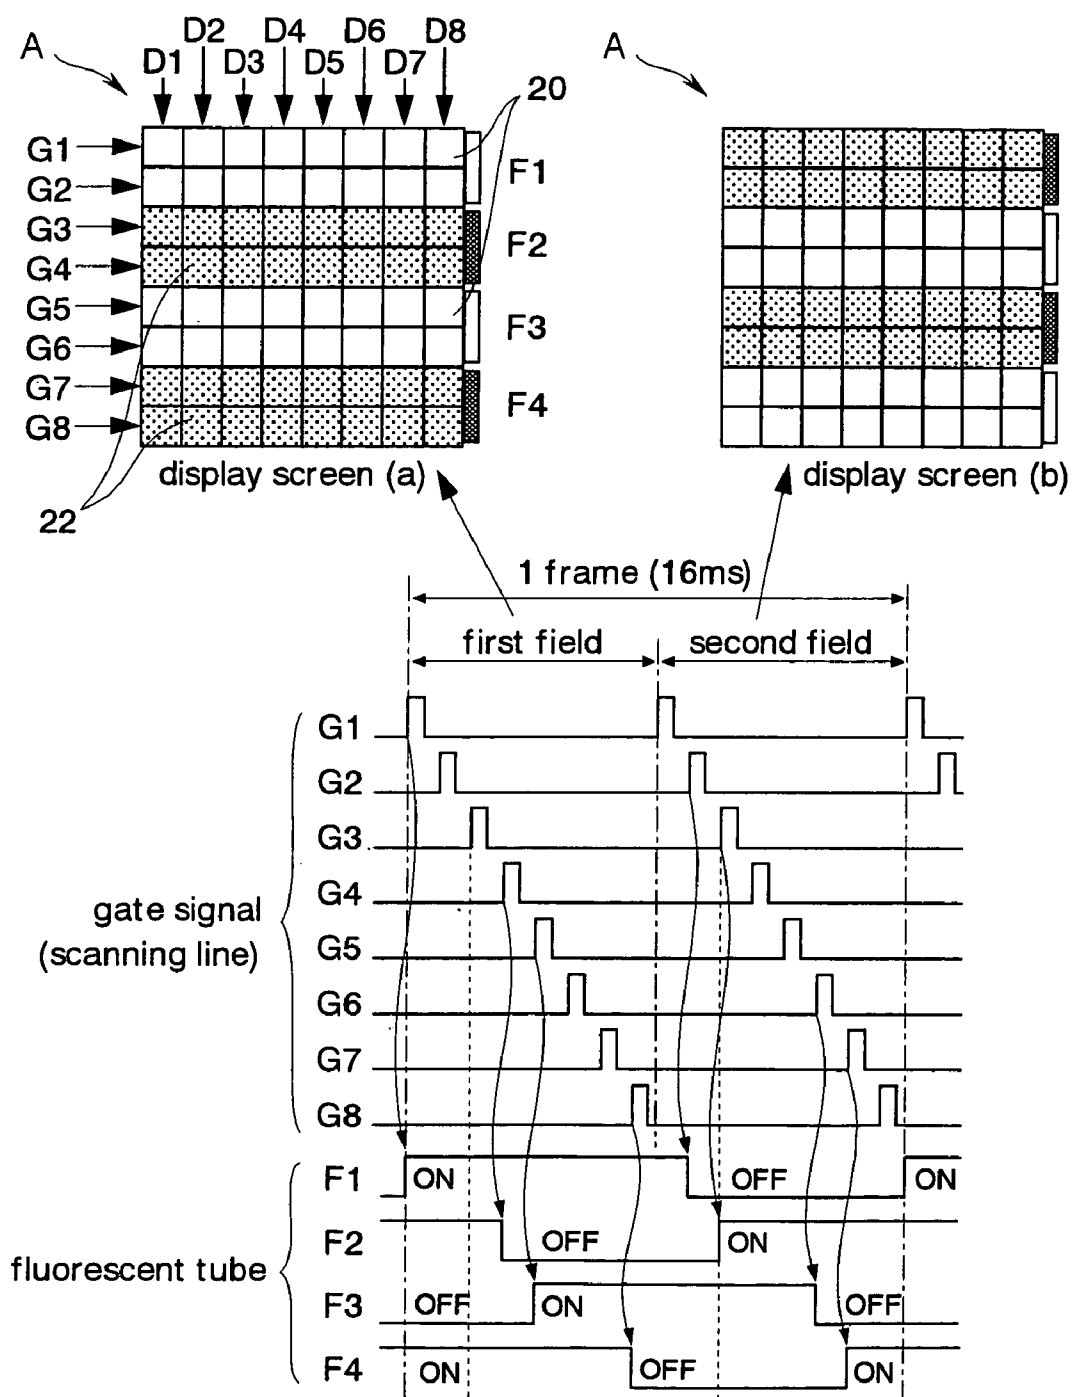 A
D2 D4 D6 D8
D1 D3 D5 D7
20
G1
G2
G3
G4
G5
G6
G7
G8
F1
F2
F3
F4
display screen (a)
22
A
display screen (b)
1 frame (16ms)
first field second field
G1
G2
G3
G4
G5
G6
G7
G8
gate signal
(scanning line)
F1 ON OFF ON
F2 OFF ON
F3 OFF ON OFF
F4 ON OFF ON
fluorescent tube